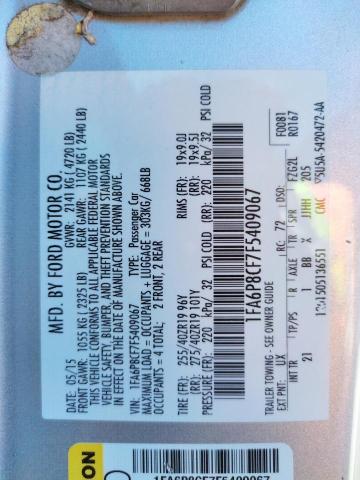 MFD. BY FORD MOTOR CO.
05/15 GVWR: 2141 KG ( 4720 LB)
FRONT GAWR: 1055 KG ( 2325 LB) REAR GAWR: 1107 KG ( 2440 LB)
THIS VEHICLE CONFORMS TO ALL APPLICABLE FEDERAL MOTOR
VEHICLE SAFETY, BUMPER, AND THEFT PREVENTION STANDARDS
IN EFFECT ON THE DATE OF MANUFACTURE SHOWN ABOVE.
VIN: 1FA6P8CF7F5409067 TYPE: Passenger Car
MAXIMUM LOAD = OCCUPANTS + LUGGAGE = 303KG/ 668LB
OCCUPANTS = 4 TOTAL: 2 FRONT, 2 REAR
TIRE (FR): 255/40ZR19 96Y RIMS (FR): 19x9.0J
(RR): 275/40ZR19 101Y (RR): 19x9.5J
PRESSURE (FR): 220 kPa/ 32 PSI COLD (RR): 220 kPa/ 32 PSI COLD
1FA6P8CF7F5409067
TRAILER TOWING - SEE OWNER GUIDE F0081
EXT PNT: UX RC: 72 DSO: R0167
INT TR TP/PS R AXLE TR SPR FZG2L
21 1 BB X JJHH 205
CMC
ION
1FA6P8CF7F5409067